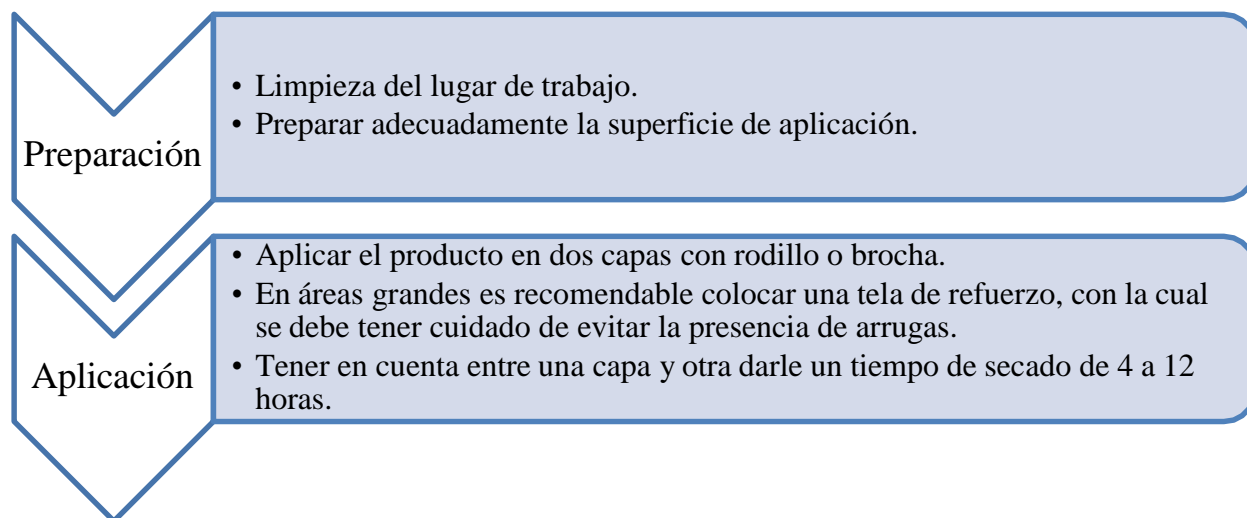 Preparación
• Limpieza del lugar de trabajo.
• Preparar adecuadamente la superficie de aplicación.
Aplicación
• Aplicar el producto en dos capas con rodillo o brocha.
• En áreas grandes es recomendable colocar una tela de refuerzo, con la cual
se debe tener cuidado de evitar la presencia de arrugas.
• Tener en cuenta entre una capa y otra darle un tiempo de secado de 4 a 12
horas.